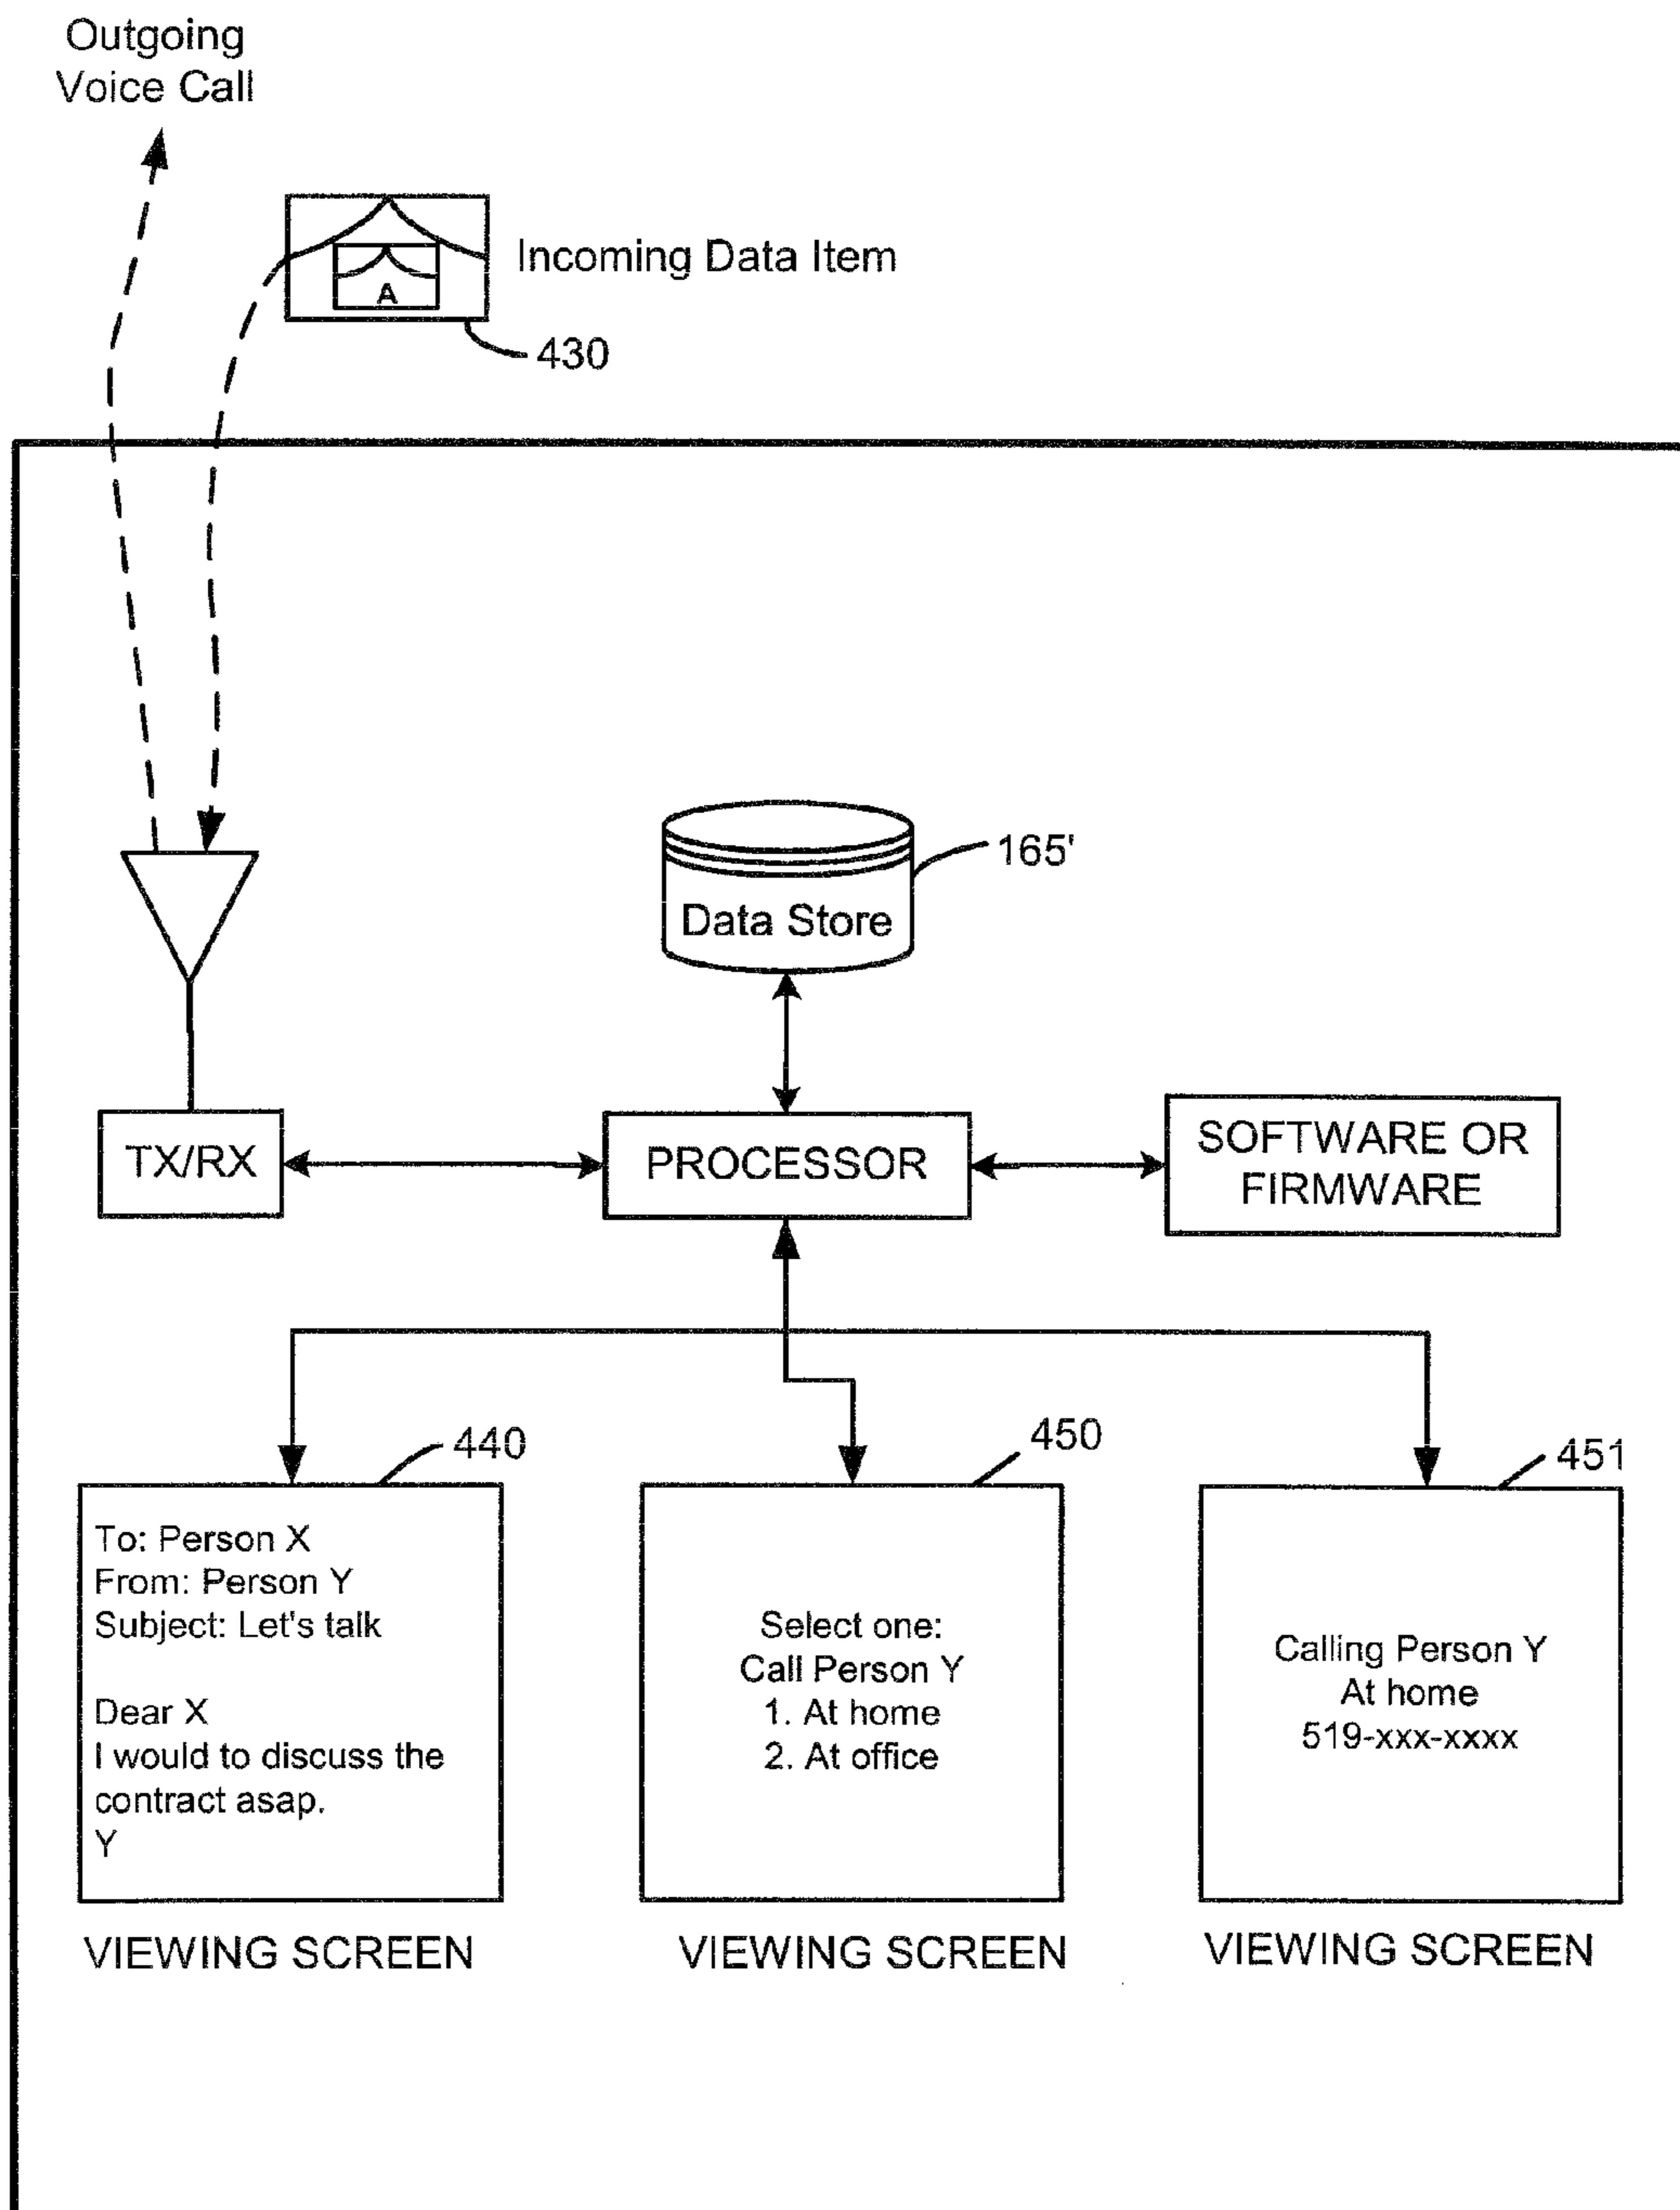 Outgoing
Voice Call
Incoming Data Item
A
430
165'
Data Store
TX/RX
PROCESSOR
SOFTWARE OR
FIRMWARE
440
450
451
To: Person X
From: Person Y
Subject: Let's talk
Dear X
I would to discuss the
contract asap.
Y
Select one:
Call Person Y
1. At home
2. At office
Calling Person Y
At home
519-xxx-xxxx
VIEWING SCREEN
VIEWING SCREEN
VIEWING SCREEN